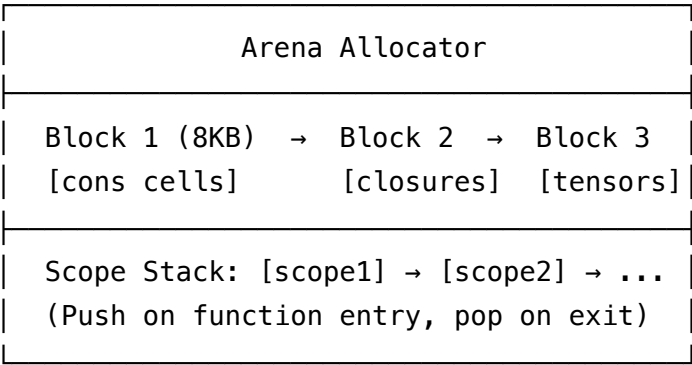 Arena Allocator
Block 1 (8KB) → Block 2 → Block 3
[cons cells] [closures] [tensors]
Scope Stack: [scope1] → [scope2] → ...
(Push on function entry, pop on exit)